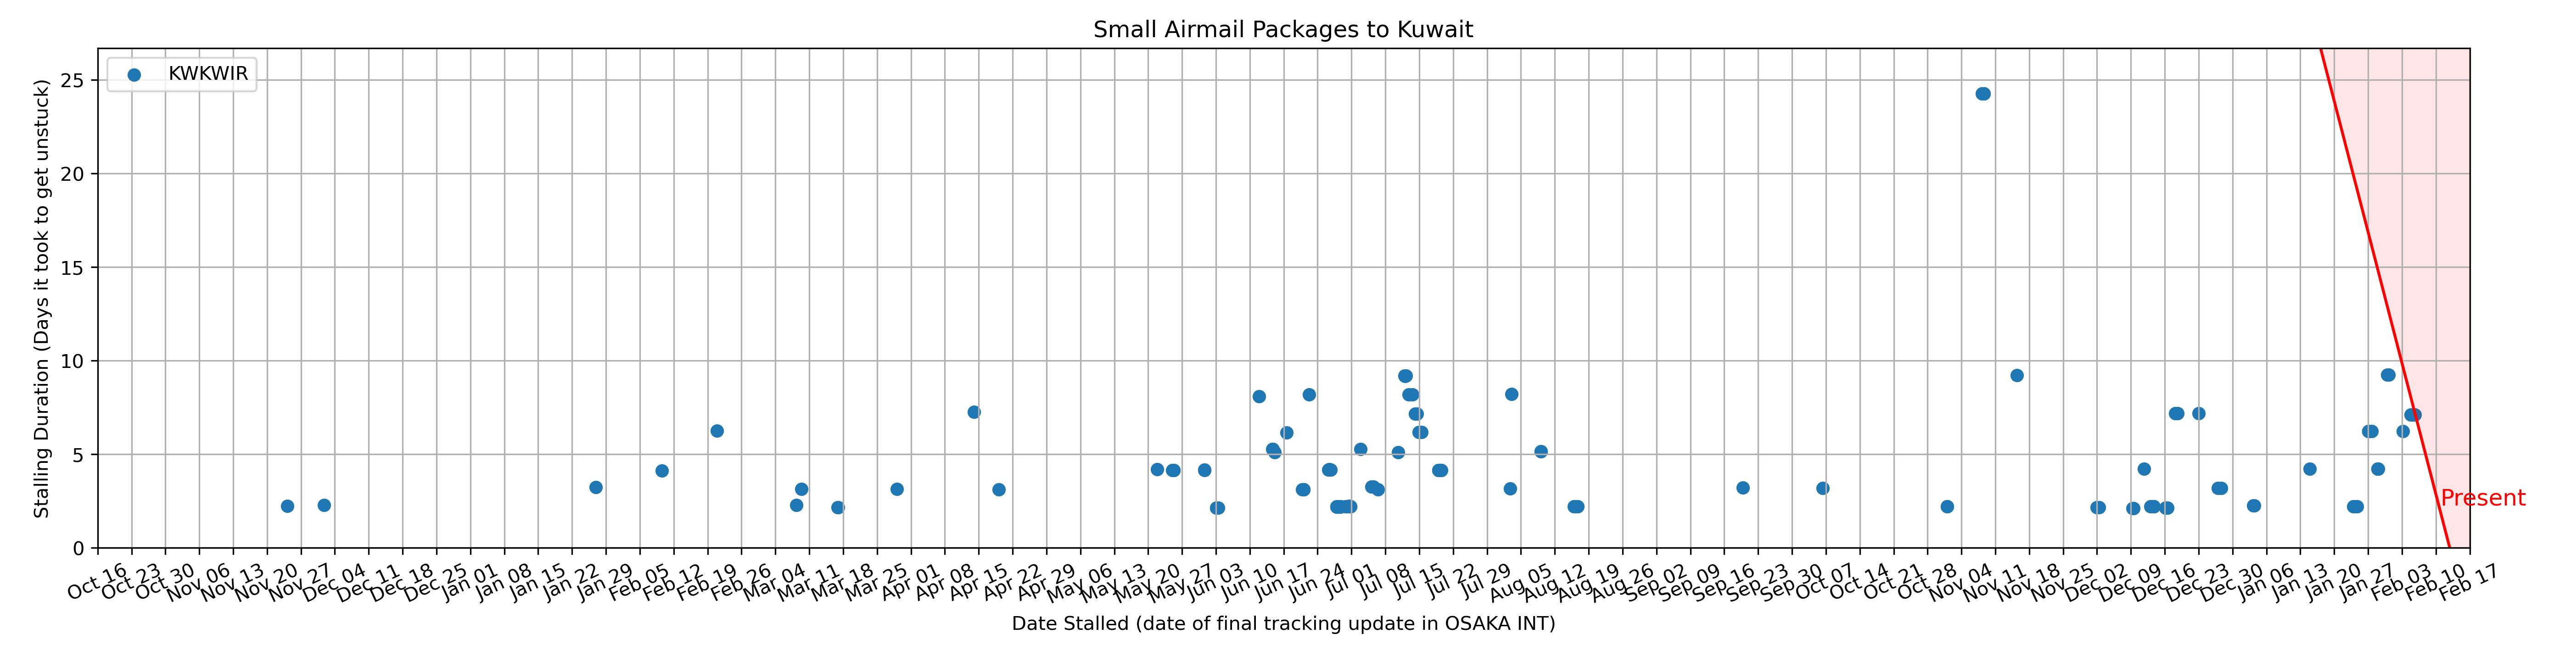 Small Airmail Packages to Kuwait
KWKWIR
Stalling Duration (Days it took to get unstuck)
25
20
15
10
5
0
Present
Oct 16
Oct 23
Oct 30
Nov 06
Nov 13
Nov 20
Nov 27
Dec 04
Dec 11
Dec 18
Dec 25
Jan 01
Jan 08
Jan 15
Jan 22
Jan 29
Feb 05
Feb 12
Feb 19
Feb 26
Mar 04
Mar 11
Mar 18
Mar 25
Apr 01
Apr 08
Apr 15
Apr 22
Apr 29
May 06
May 13
May 20
May 27
Jun 03
Jun 10
Jun 17
Jun 24
Jul 01
Jul 08
Jul 15
Jul 22
Jul 29
Aug 05
Aug 12
Aug 19
Aug 26
Sep 02
Sep 09
Sep 16
Sep 23
Sep 30
Oct 07
Oct 14
Oct 21
Oct 28
Nov 04
Nov 11
Nov 18
Nov 25
Dec 02
Dec 09
Dec 16
Dec 23
Dec 30
Jan 06
Jan 13
Jan 20
Jan 27
Feb 03
Feb 10
Feb 17
Date Stalled (date of final tracking update in OSAKA INT)